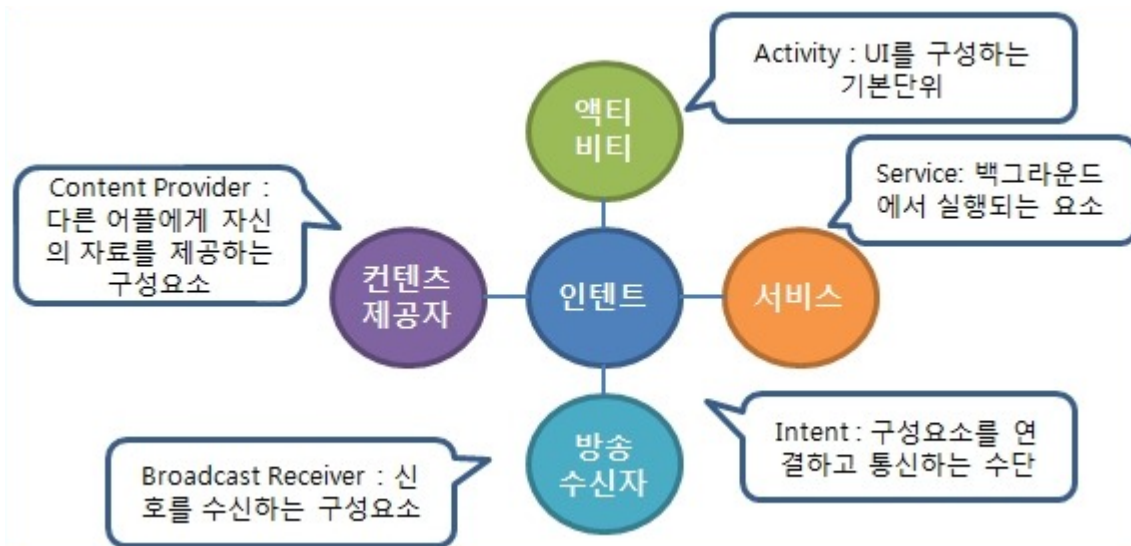 Activity : UI를 구성하는
기본단위
액티
비티
Service: 백그라운드
에서 실행되는 요소
Content Provider :
다른 어플에게 자신
의 자료를 제공하는
구성요소
컨텐츠
제공자
인텐트
서비스
방송
수신자
Intent : 구성요소를 연
결하고 통신하는 수단
Broadcast Receiver : 신
호를 수신하는 구성요소